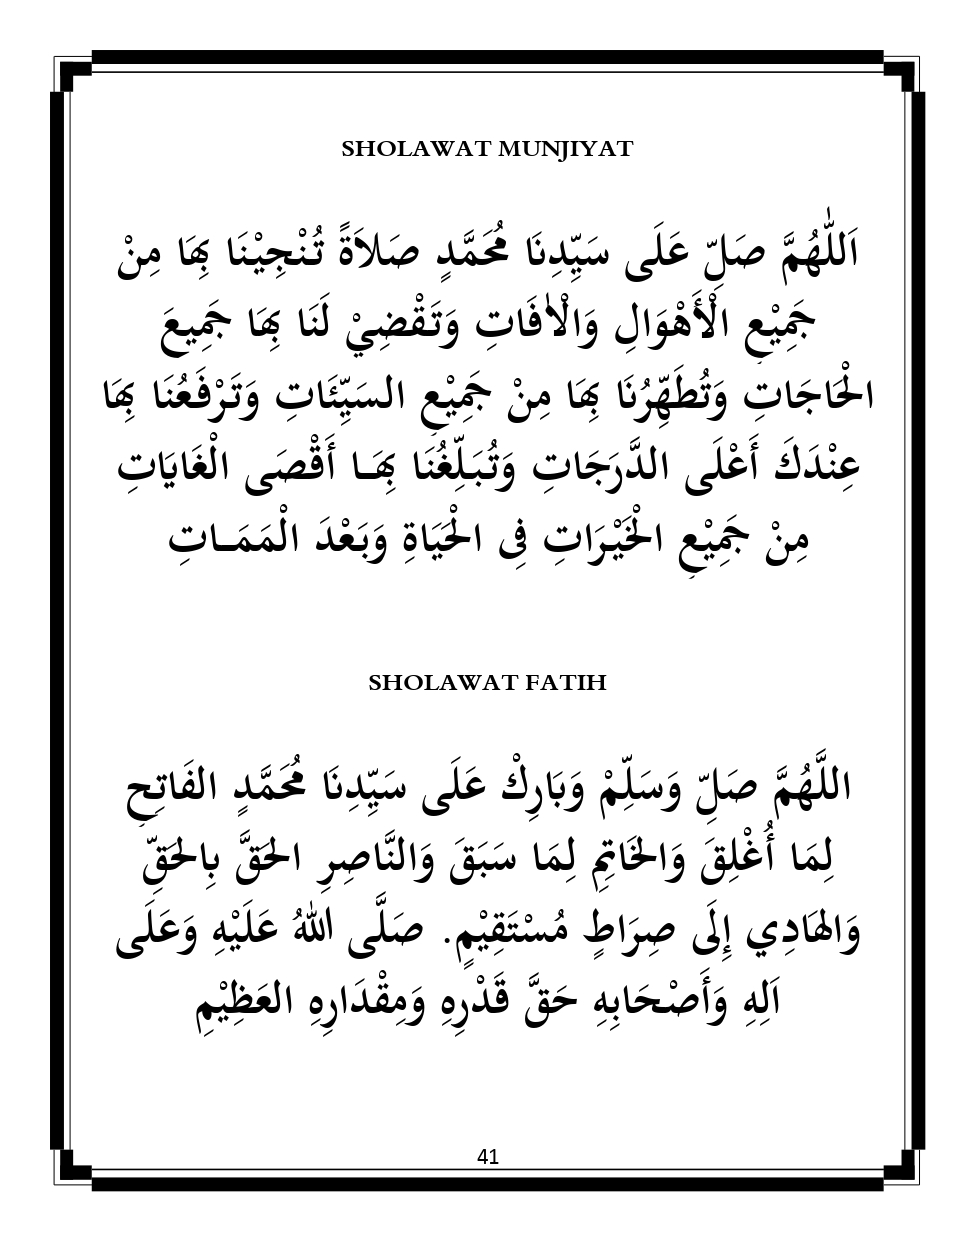 SHOLAWAT MUNJIYAT
اَللّٰهُمَّ صَلِّ عَلَى سَيِّدِنَا مُحَمَّدٍ صَلاَةً تُنْجِيْنَا بِهَا مِنْ
جَمِيْعِ الْأَهْوَالِ وَالْاٰفَاتِ وَتَقْضِيْ لَنَا بِهَا جَمِيعَ
الْحَاجَاتِ وَتُطَهِّرُنَا بِهَا مِنْ جَمِيْعِ السَيِّئَاتِ وَتَرْفَعُنَا بِهَا
عِنْدَكَ أَعْلَى الدَّرَجَاتِ وَتُبَلِّغُنَا بِهَــا أَقْصَى الْغَايَاتِ
مِنْ جَمِيْعِ الْخَيْرَاتِ فِى الْحَيَاةِ وَبَعْدَ الْمَمَــاتِ
SHOLAWAT FATIH
اللَّهُمَّ صَلِّ وَسَلِّمْ وَبَارِكْ عَلَى سَيِّدِنَا مُحَمَّدٍ الفَاتِحِ
لِمَا أُغْلِقَ وَالخَاتِمِ لِمَا سَبَقَ وَالنَّاصِرِ الحَقَّ بِالحَقِّ
وَالهَادِي إِلَى صِرَاطٍ مُسْتَقِيْمٍ. صَلَّى اللهُ عَلَيْهِ وَعَلَى
اَلِهِ وَأَصْحَابِهِ حَقَّ قَدْرِهِ وَمِقْدَارِهِ العَظِيْمِ
41